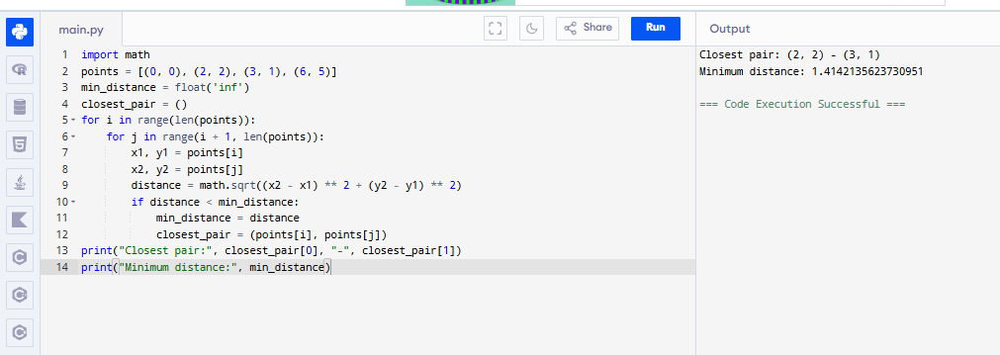 main.py
Share
Run
Output
1 import math
2 points = [(0, 0), (2, 2), (3, 1), (6, 5)]
3 min_distance = float('inf')
4 closest_pair = ()
5 for i in range(len(points)):
6     for j in range(i + 1, len(points)):
7         x1, y1 = points[i]
8         x2, y2 = points[j]
9         distance = math.sqrt((x2 - x1) ** 2 + (y2 - y1) ** 2)
10         if distance < min_distance:
11             min_distance = distance
12             closest_pair = (points[i], points[j])
13 print("Closest pair:", closest_pair[0], "-", closest_pair[1])
14 print("Minimum distance:", min_distance)
Closest pair: (2, 2) - (3, 1)
Minimum distance: 1.4142135623730951
=== Code Execution Successful ===